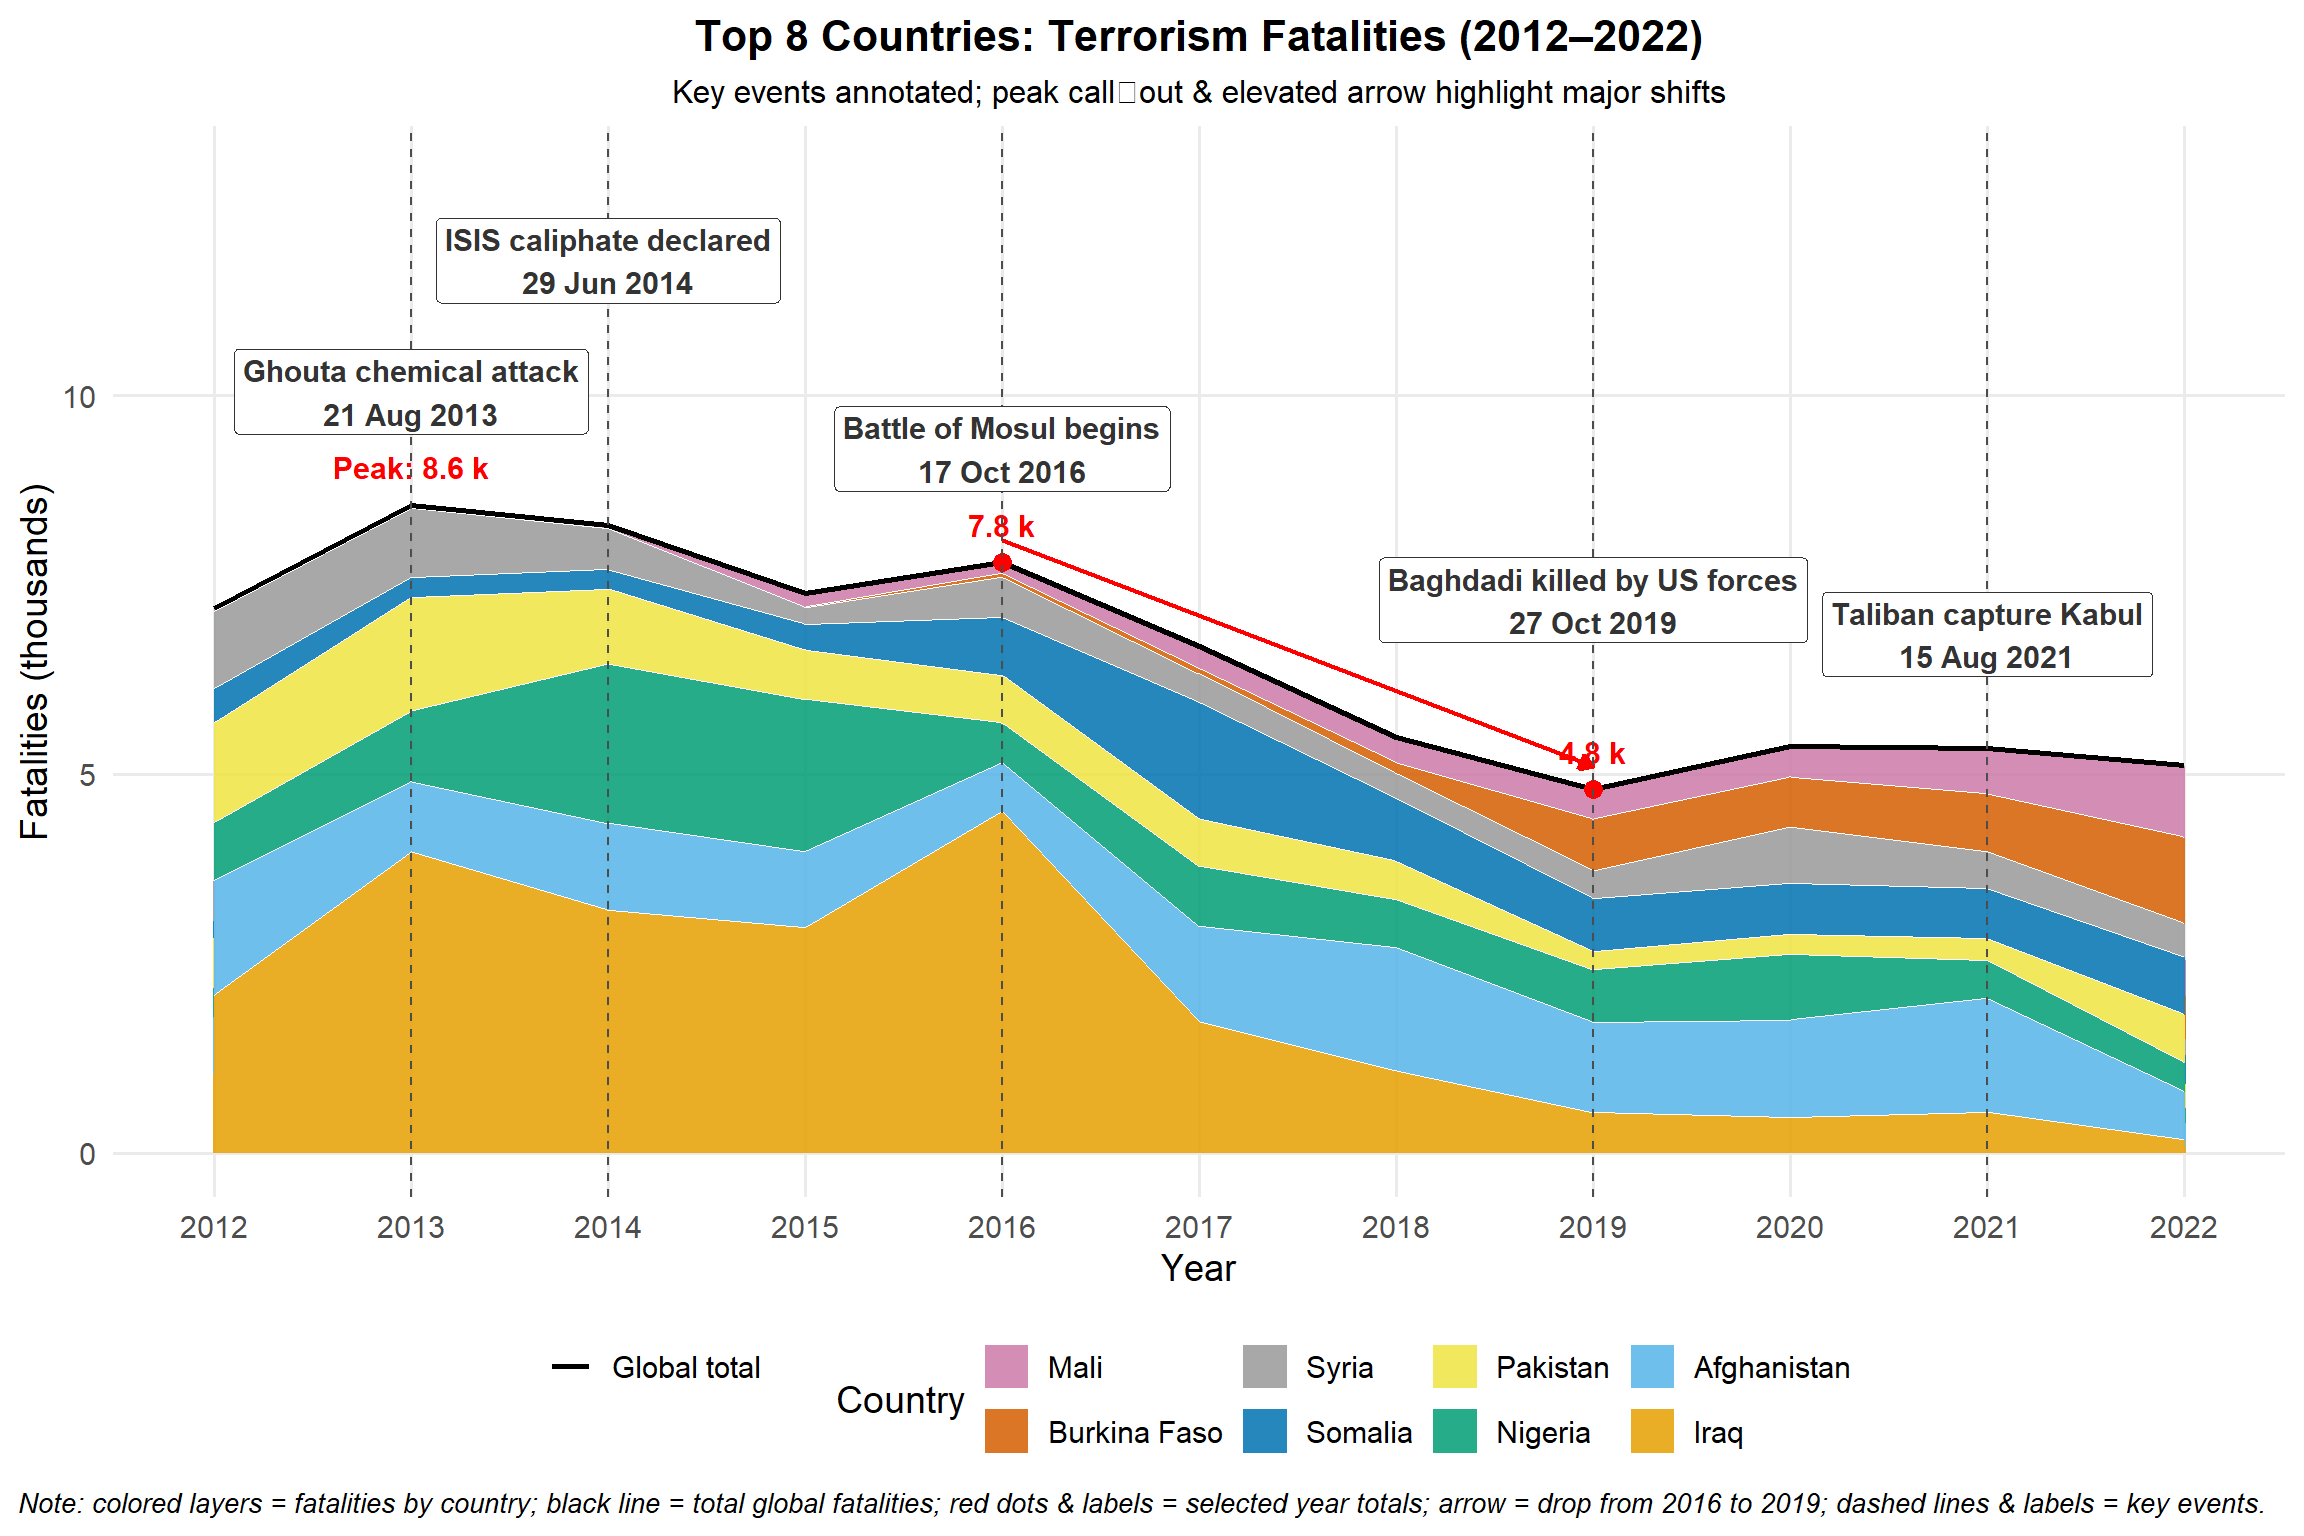 Top 8 Countries: Terrorism Fatalities (2012–2022)
Key events annotated; peak call□out & elevated arrow highlight major shifts
ISIS caliphate declared
29 Jun 2014
Ghouta chemical attack
21 Aug 2013
Peak: 8.6 k
Battle of Mosul begins
17 Oct 2016
7.8 k
Baghdadi killed by US forces
27 Oct 2019
4.8 k
Taliban capture Kabul
15 Aug 2021
Fatalities (thousands)
10
5
0
2012 2013 2014 2015 2016 2017 2018 2019 2020 2021 2022
Year
Global total
Country
Mali Syria Pakistan Afghanistan
Burkina Faso Somalia Nigeria Iraq
Note: colored layers = fatalities by country; black line = total global fatalities; red dots & labels = selected year totals; arrow = drop from 2016 to 2019; dashed lines & labels = key events.